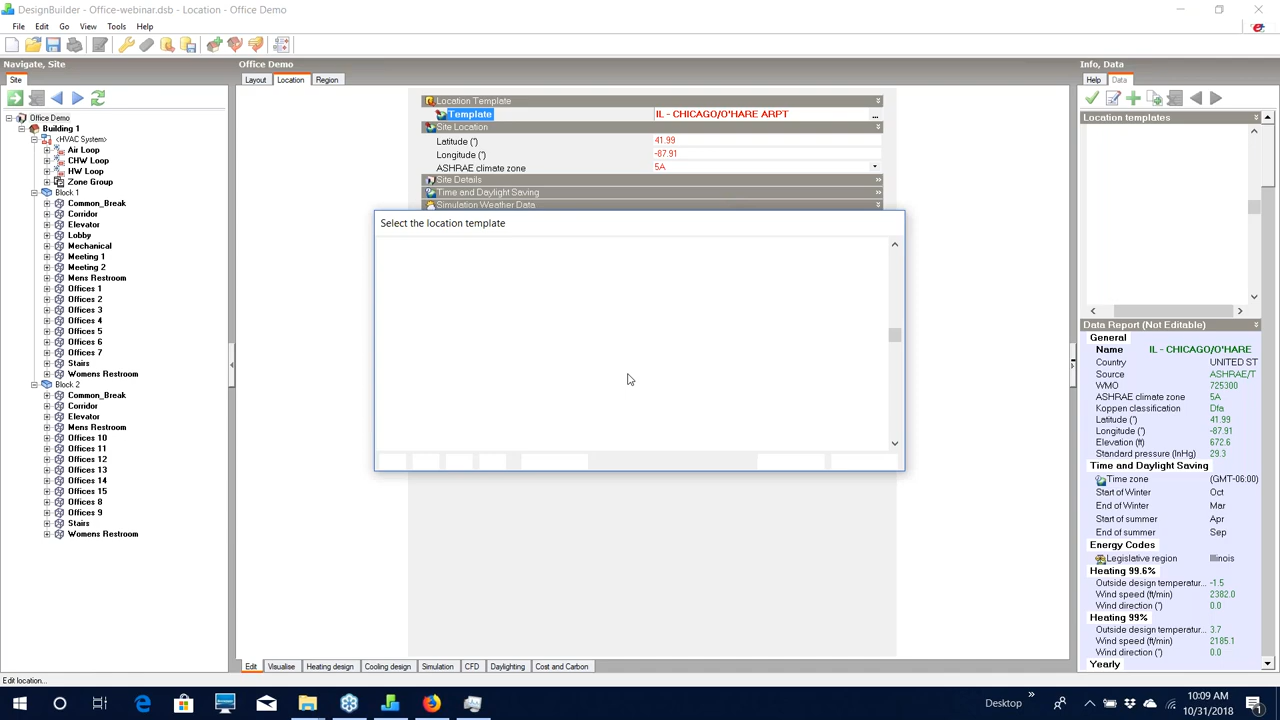 DesignBuilder - Office-webinar.dsb - Location - Office Demo
File Edit Go View Tools Help
Navigate, Site
Site
Office Demo
Building 1
<HVAC System>
Air Loop
CHW Loop
HW Loop
Zone Group
Block 1
Common_Break
Corridor
Elevator
Lobby
Mechanical
Meeting 1
Meeting 2
Mens Restroom
Offices 1
Offices 2
Offices 3
Offices 4
Offices 5
Offices 6
Offices 7
Stairs
Womens Restroom
Block 2
Common_Break
Corridor
Elevator
Mens Restroom
Offices 10
Offices 11
Offices 12
Offices 13
Offices 14
Offices 15
Offices 8
Offices 9
Stairs
Womens Restroom
Office Demo
Layout Location Region
Location Template
Template IL - CHICAGO/O'HARE ARPT ...
Site Location
Latitude (°) 41.99
Longitude (°) -87.91
ASHRAE climate zone 5A
Site Details
Time and Daylight Saving
Simulation Weather Data
Select the location template
Edit Visualise Heating design Cooling design Simulation CFD Daylighting Cost and Carbon
Info, Data
Help Data
Location templates
Data Report (Not Editable)
General
Name IL - CHICAGO/O'HARE
Country UNITED ST
Source ASHRAE/T
WMO 725300
ASHRAE climate zone 5A
Koppen classification Dfa
Latitude (°) 41.99
Longitude (°) -87.91
Elevation (ft) 672.6
Standard pressure (inHg) 29.3
Time and Daylight Saving
Time zone (GMT-06:00)
Start of Winter Oct
End of Winter Mar
Start of summer Apr
End of summer Sep
Energy Codes
Legislative region Illinois
Heating 99.6%
Outside design temperatur... -1.5
Wind speed (ft/min) 2382.0
Wind direction (°) 0.0
Heating 99%
Outside design temperatur... 3.7
Wind speed (ft/min) 2185.1
Wind direction (°) 0.0
Yearly
Edit location...
Desktop
10:09 AM
10/31/2018